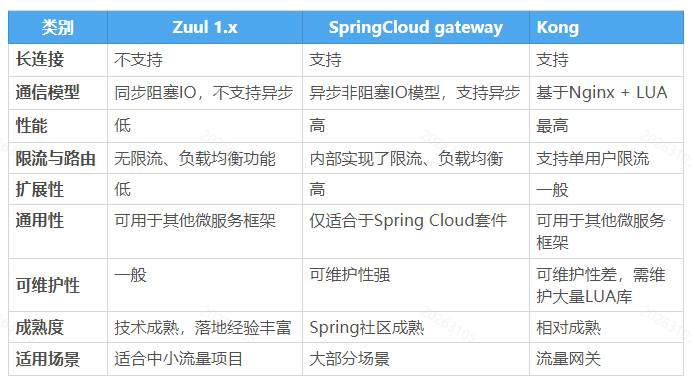 类别 Zuul 1.x SpringCloud gateway Kong
长连接 不支持 支持 支持
通信模型 同步阻塞IO，不支持异步 异步非阻塞IO模型，支持异步 基于Nginx + LUA
性能 低 高 最高
限流与路由 无限流、负载均衡功能 内部实现了限流、负载均衡 支持单用户限流
扩展性 低 高 一般
通用性 可用于其他微服务框架 仅适合于Spring Cloud套件 可用于其他微服务
框架
可维护性 一般 可维护性强 可维护性差，需维
护大量LUA库
成熟度 技术成熟，落地经验丰富 Spring社区成熟 相对成熟
适用场景 适合中小流量项目 大部分场景 流量网关